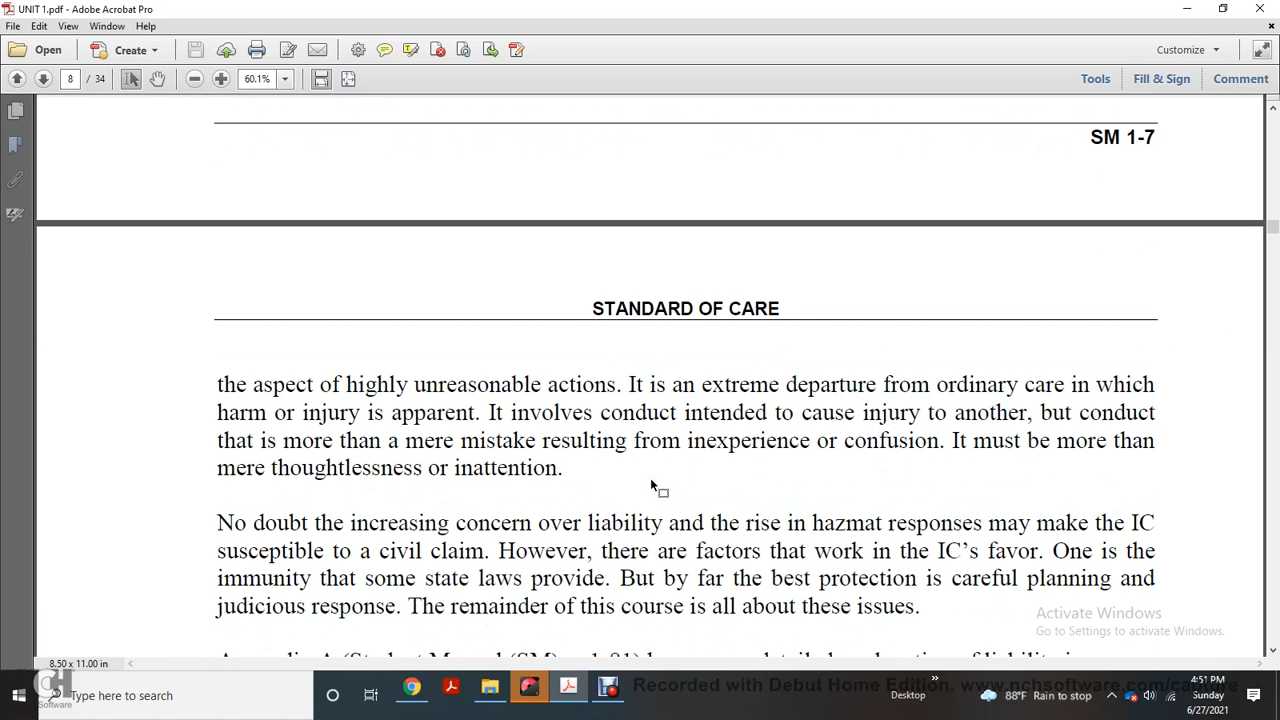 UNIT 1.pdf - Adobe Acrobat Pro
File Edit View Window Help
Open Create Customize
8 / 34 60.1% Tools Fill & Sign Comment
SM 1-7
STANDARD OF CARE
the aspect of highly unreasonable actions. It is an extreme departure from ordinary care in which
harm or injury is apparent. It involves conduct intended to cause injury to another, but conduct
that is more than a mere mistake resulting from inexperience or confusion. It must be more than
mere thoughtlessness or inattention.
No doubt the increasing concern over liability and the rise in hazmat responses may make the IC
susceptible to a civil claim. However, there are factors that work in the IC's favor. One is the
immunity that some state laws provide. But by far the best protection is careful planning and
judicious response. The remainder of this course is all about these issues.
Activate Windows
Go to Settings to activate Windows.
8.50 x 11.00 in
Type here to search
Software
Recorded with Debut Home Edition. www.nchsoftware.com/capture
Desktop
88°F Rain to stop
4:51 PM
Sunday
6/27/2021